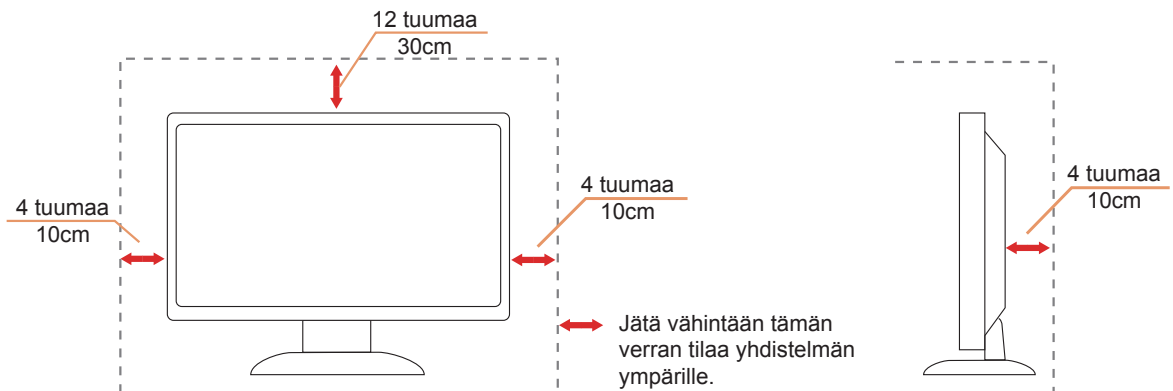 12 tuumaa
30cm
4 tuumaa
10cm
4 tuumaa
10cm
4 tuumaa
10cm
Jätä vähintään tämän
verran tilaa yhdistelmän
ympärille.